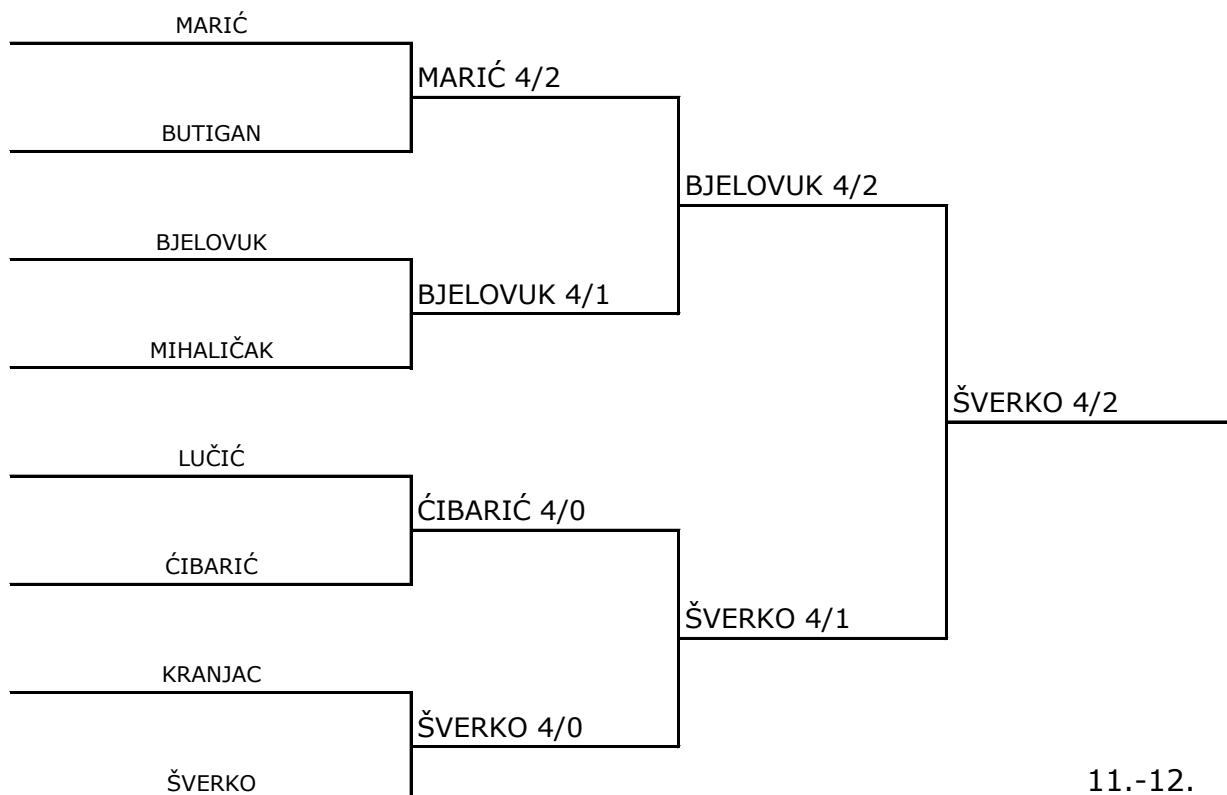 MARIĆ
MARIĆ 4/2
BUTIGAN
BJELOVUK 4/2
BJELOVUK
BJELOVUK 4/1
MIHALIČAK
ŠVERKO 4/2
LUČIĆ
ĆIBARIĆ 4/0
ĆIBARIĆ
ŠVERKO 4/1
KRANJAC
ŠVERKO 4/0
ŠVERKO
11.-12.